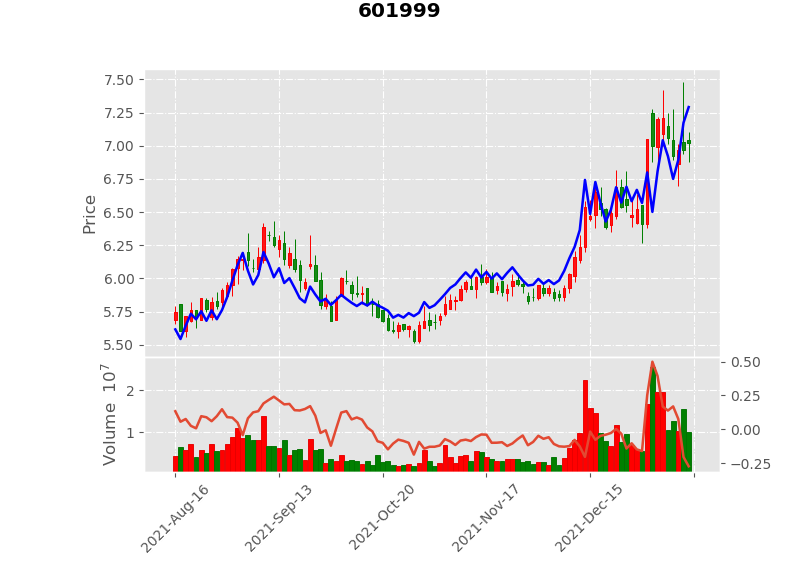 601999
7.50
7.25
7.00
6.75
6.50
6.25
6.00
5.75
5.50
Price
2
1
Volume 10^7
0.50
0.25
0.00
−0.25
2021-Aug-16
2021-Sep-13
2021-Oct-20
2021-Nov-17
2021-Dec-15